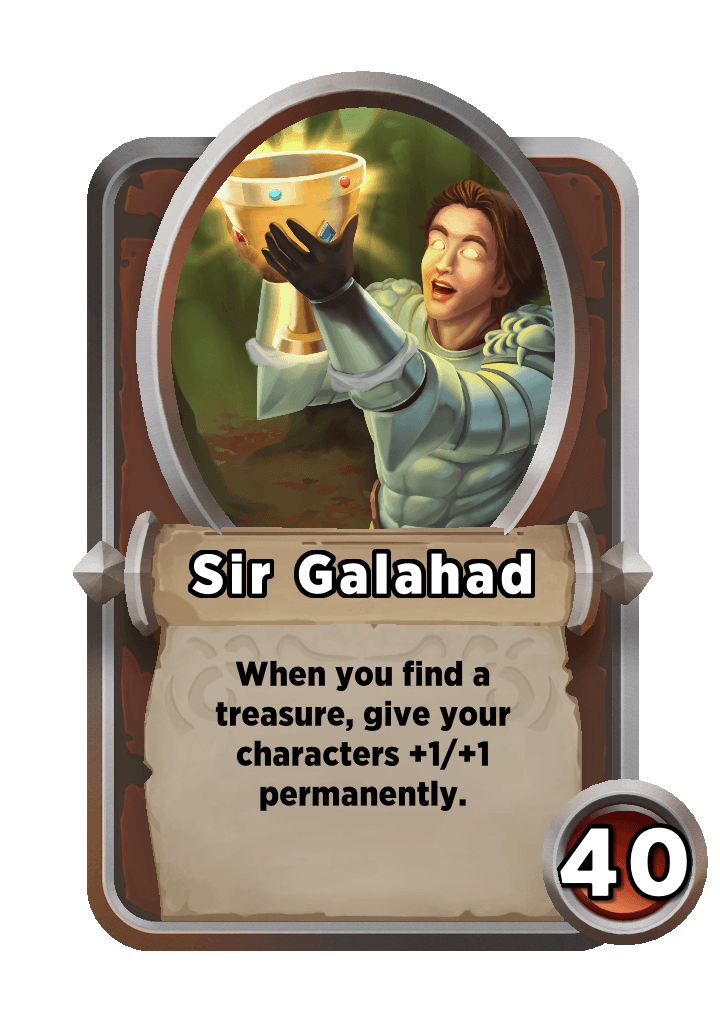 Sir Galahad
When you find a
treasure, give your
characters +1/+1
permanently.
40